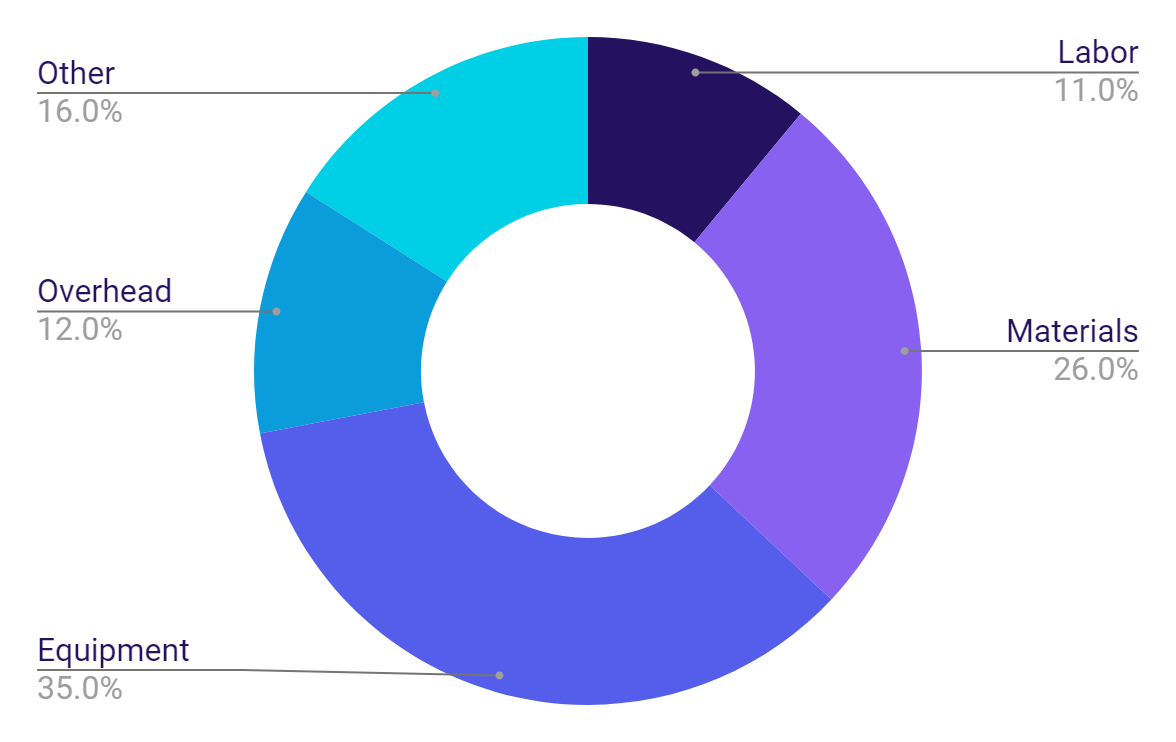 Labor
11.0%
Materials
26.0%
Equipment
35.0%
Overhead
12.0%
Other
16.0%